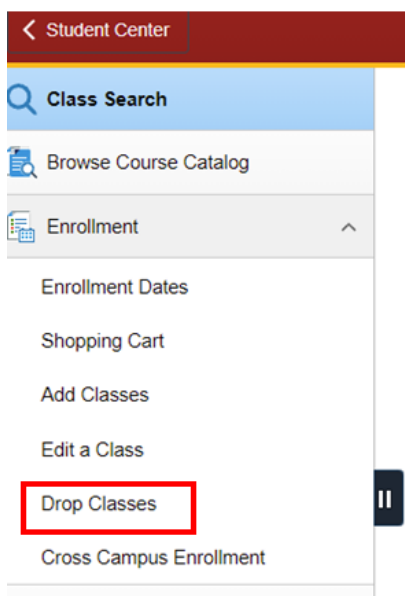 Student Center
Class Search
Browse Course Catalog
Enrollment
Enrollment Dates
Shopping Cart
Add Classes
Edit a Class
Drop Classes
Cross Campus Enrollment